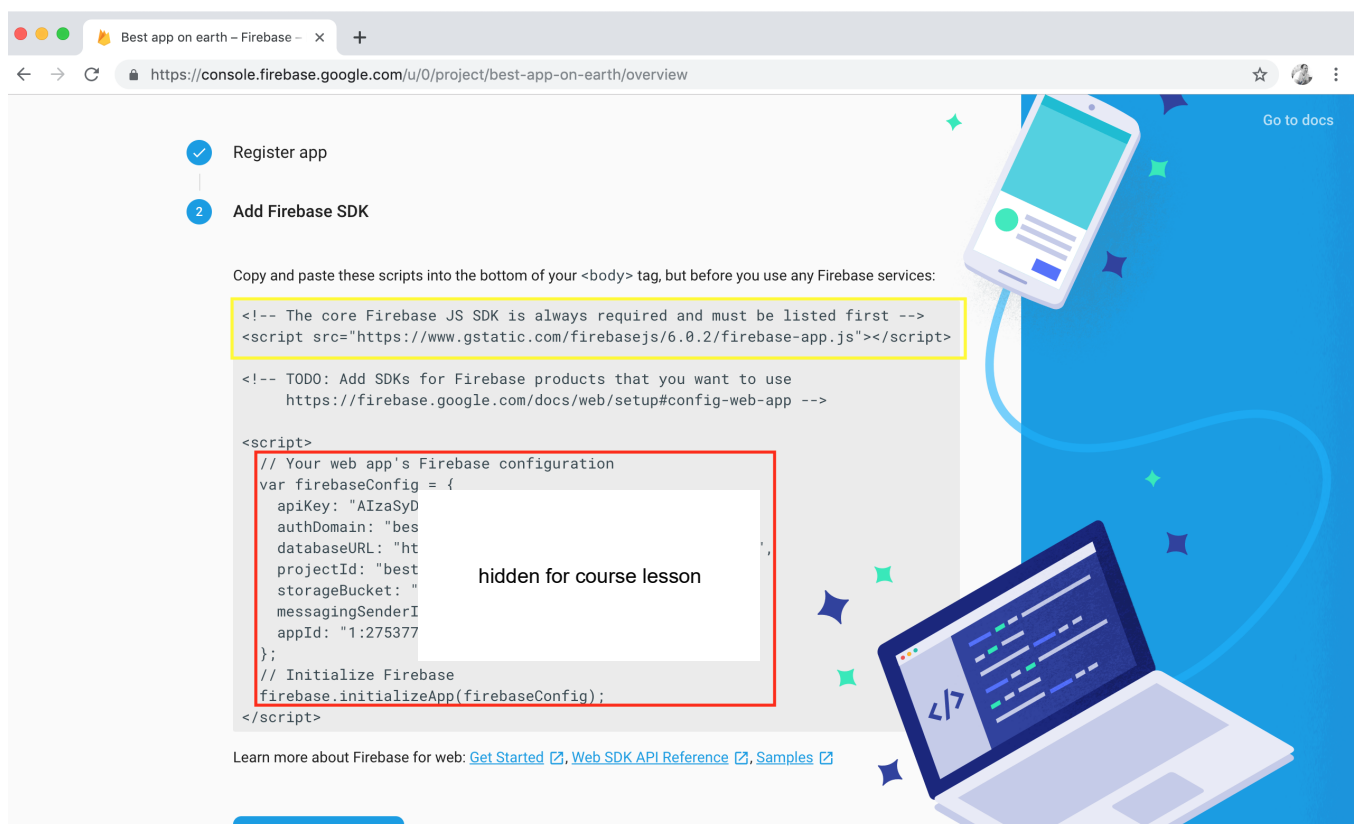 Best app on earth – Firebase –
https://console.firebase.google.com/u/0/project/best-app-on-earth/overview
Go to docs
Register app
2
Add Firebase SDK
Copy and paste these scripts into the bottom of your <body> tag, but before you use any Firebase services:
<!-- The core Firebase JS SDK is always required and must be listed first -->
<script src="https://www.gstatic.com/firebasejs/6.0.2/firebase-app.js"></script>
<!-- TODO: Add SDKs for Firebase products that you want to use
https://firebase.google.com/docs/web/setup#config-web-app -->
<script>
// Your web app's Firebase configuration
var firebaseConfig = {
apiKey: "AIzaSyD
authDomain: "bes
databaseURL: "ht ',
projectId: "best
hidden for course lesson
storageBucket: "
messagingSenderI
appId: "1:275377
};
// Initialize Firebase
firebase.initializeApp(firebaseConfig);
</script>
</>
Learn more about Firebase for web: Get Started, Web SDK API Reference, Samples